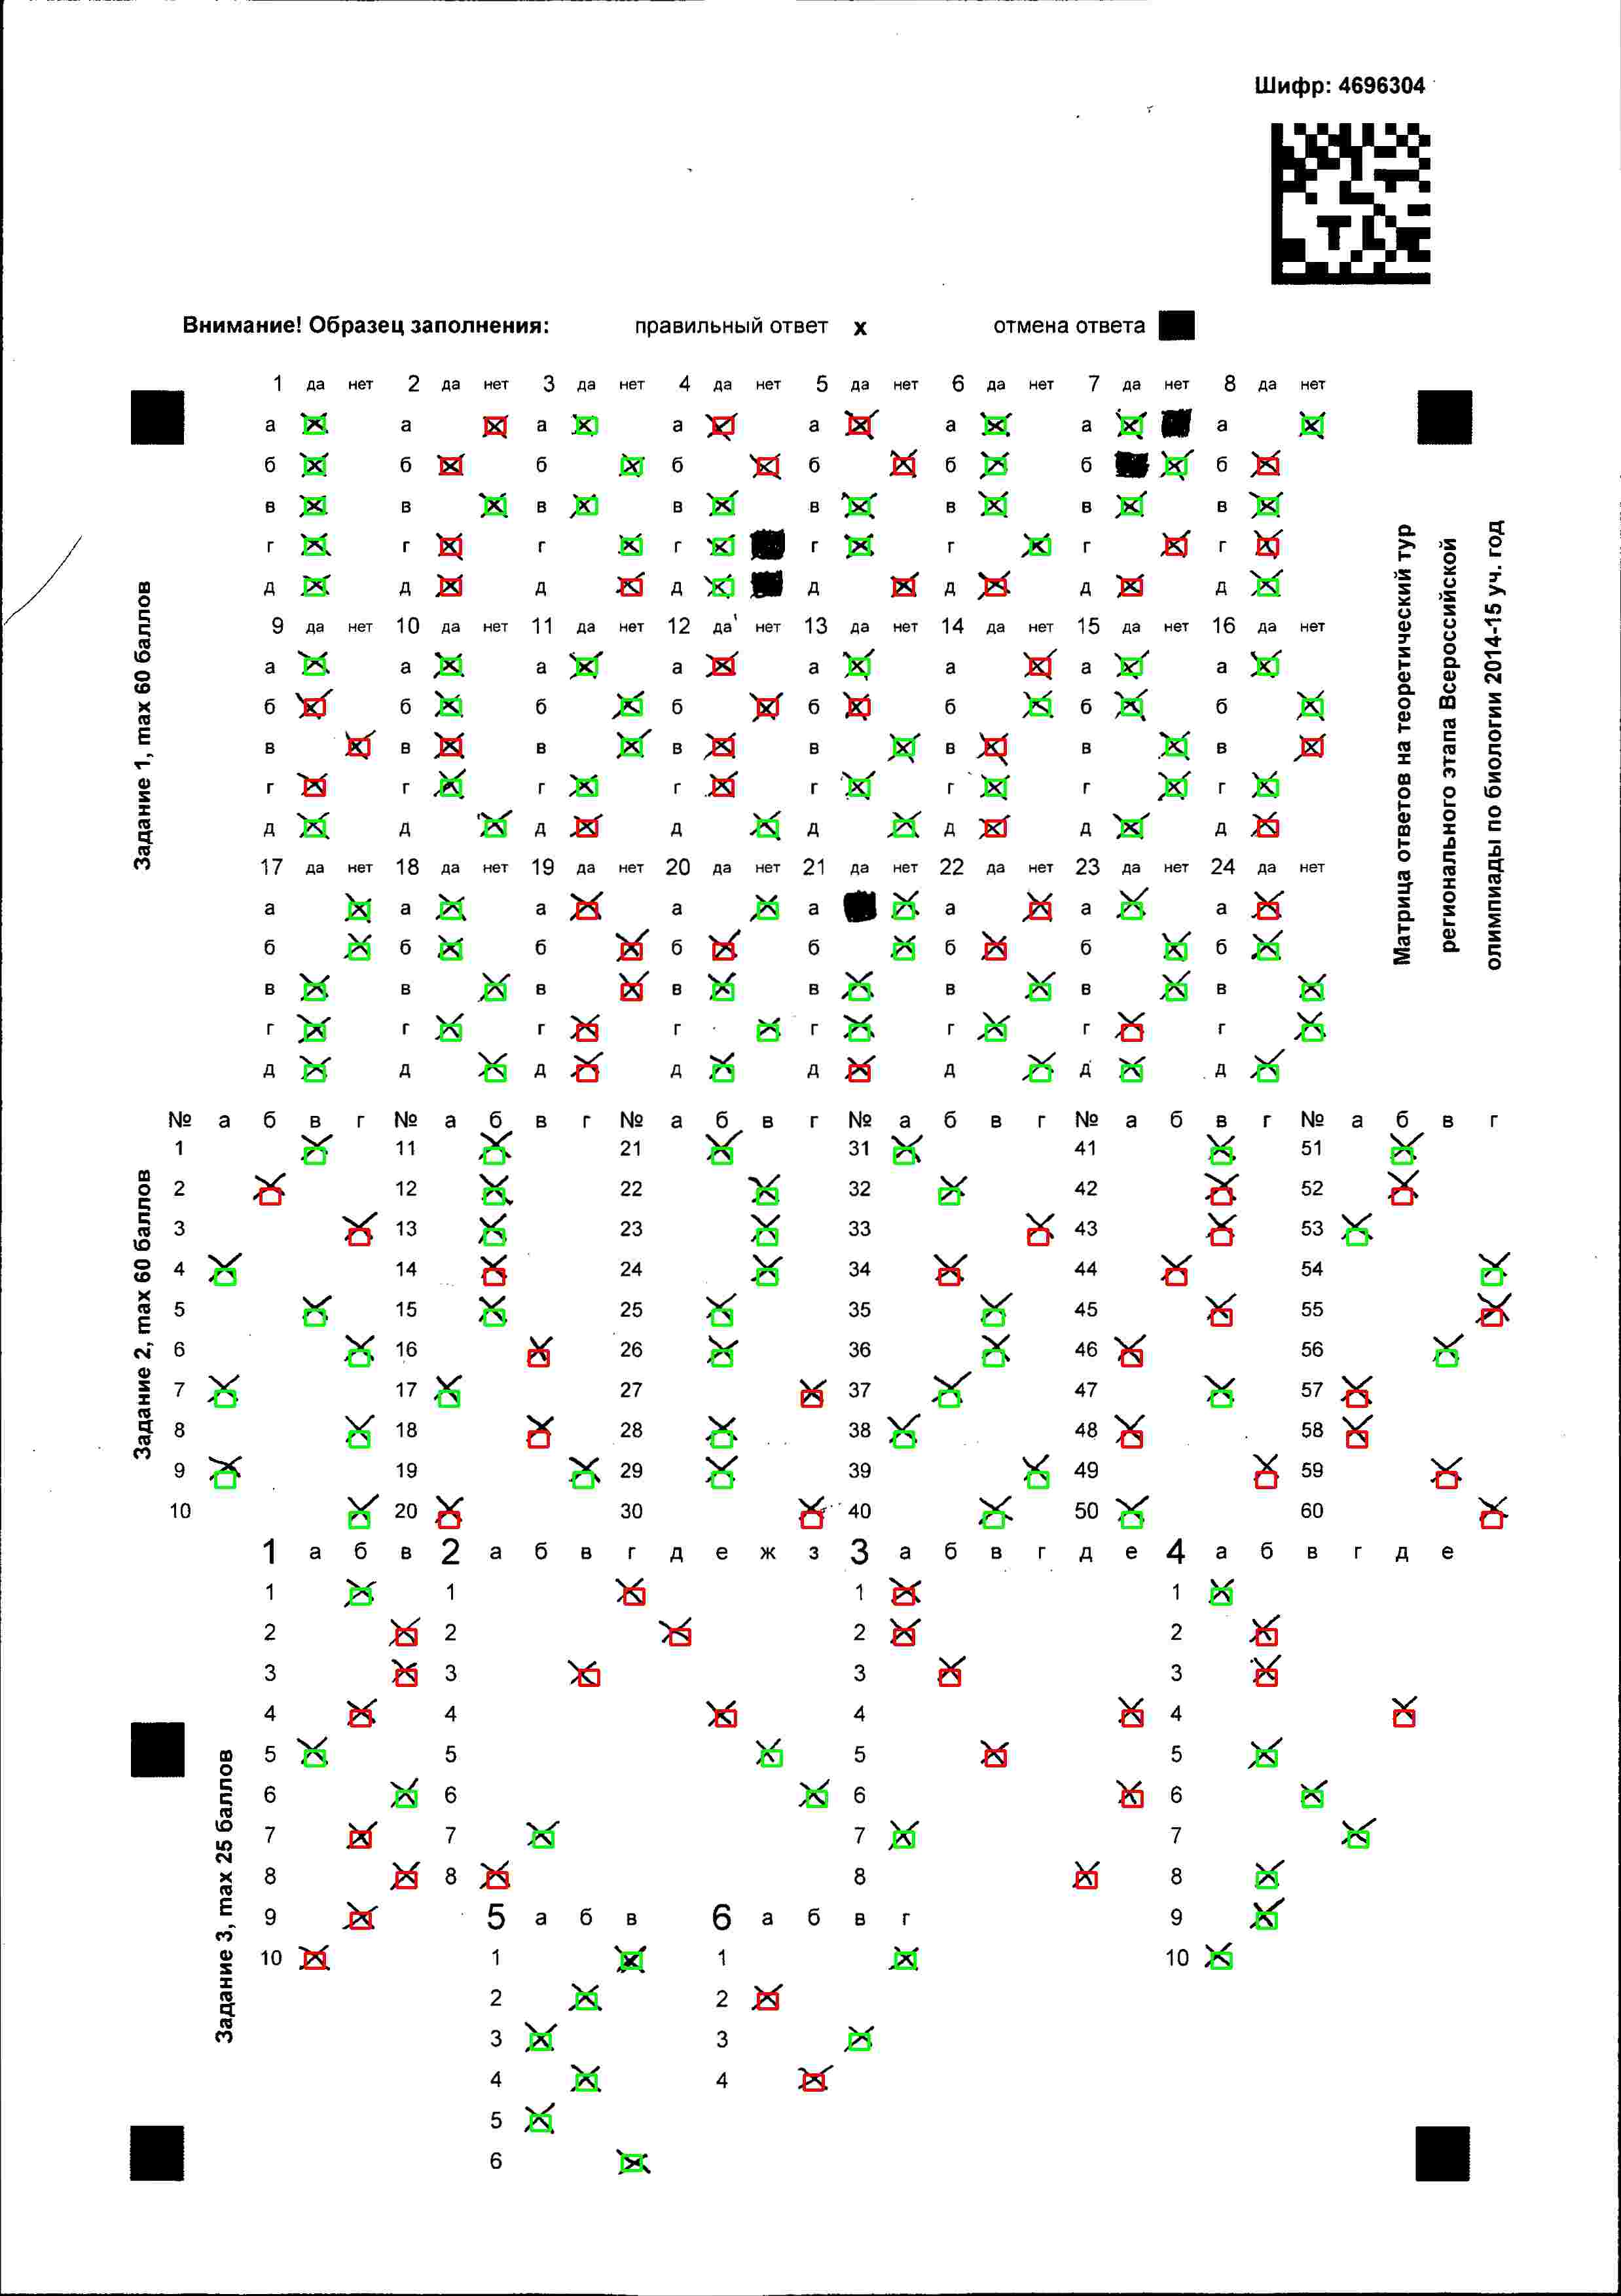 Шифр: 4696304
Внимание! Образец заполнения: правильный ответ x отмена ответа
1 да нет 2 да нет 3 да нет 4 да нет 5 да нет 6 да нет 7 да нет 8 да нет
а а а а а а а а
б б б б б б б б
в в в в в в в в
г г г г г г г г
д д д д д д д д
9 да нет 10 да нет 11 да нет 12 да нет 13 да нет 14 да нет 15 да нет 16 да нет
а а а а а а а а
б б б б б б б б
в в в в в в в в
г г г г г г г г
д д д д д д д д
17 да нет 18 да нет 19 да нет 20 да нет 21 да нет 22 да нет 23 да нет 24 да нет
а а а а а а а а
б б б б б б б б
в в в в в в в в
г г г г г г г г
д д д д д д д д
Задание 1, max 60 баллов
Матрица ответов на теоретический тур
регионального этапа Всероссийской
олимпиады по биологии 2014-15 уч. год
№ а б в г № а б в г № а б в г № а б в г № а б в г № а б в г
1 11 21 31 41 51
2 12 22 32 42 52
3 13 23 33 43 53
4 14 24 34 44 54
5 15 25 35 45 55
6 16 26 36 46 56
7 17 27 37 47 57
8 18 28 38 48 58
9 19 29 39 49 59
10 20 30 40 50 60
Задание 2, max 60 баллов
1 а б в 2 а б в г д е ж з 3 а б в г д е 4 а б в г д е
1 1 1 1
2 2 2 2
3 3 3 3
4 4 4 4
5 5 5 5
6 6 6 6
7 7 7 7
8 8 8 8
9 5 а б в 6 а б в г 9
10 1 1 10
2 2
3 3
4 4
5
6
Задание 3, max 25 баллов